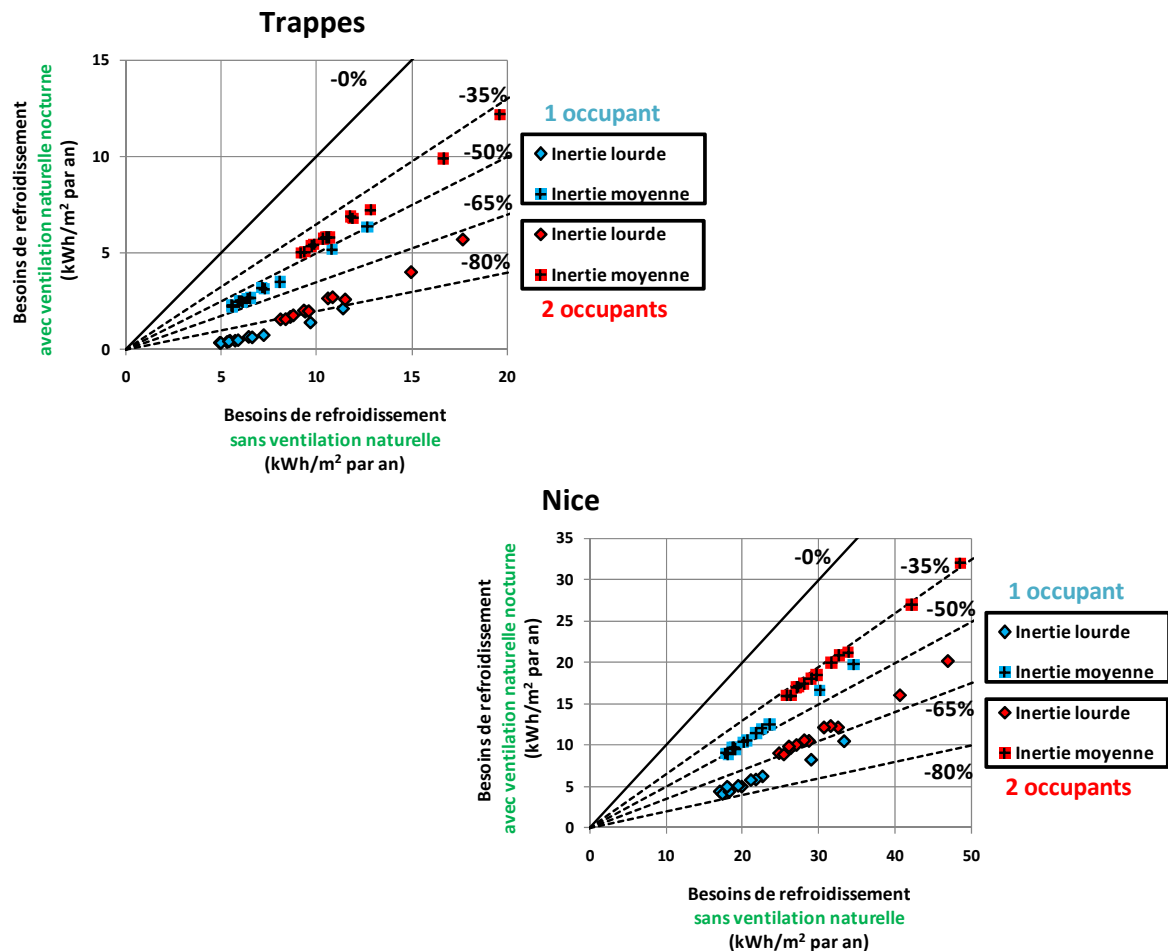 Trappes
Besoins de refroidissement
avec ventilation naturelle nocturne
(kWh/m² par an)
15
10
5
0
0
5
10
15
20
-0%
-35%
-50%
-65%
-80%
Besoins de refroidissement
sans ventilation naturelle
(kWh/m² par an)
1 occupant
Inertie lourde
Inertie moyenne
Inertie lourde
Inertie moyenne
2 occupants
Nice
Besoins de refroidissement
avec ventilation naturelle nocturne
(kWh/m² par an)
35
30
25
20
15
10
5
0
0
10
20
30
40
50
-0%
-35%
-50%
-65%
-80%
Besoins de refroidissement
sans ventilation naturelle
(kWh/m² par an)
1 occupant
Inertie lourde
Inertie moyenne
Inertie lourde
Inertie moyenne
2 occupants